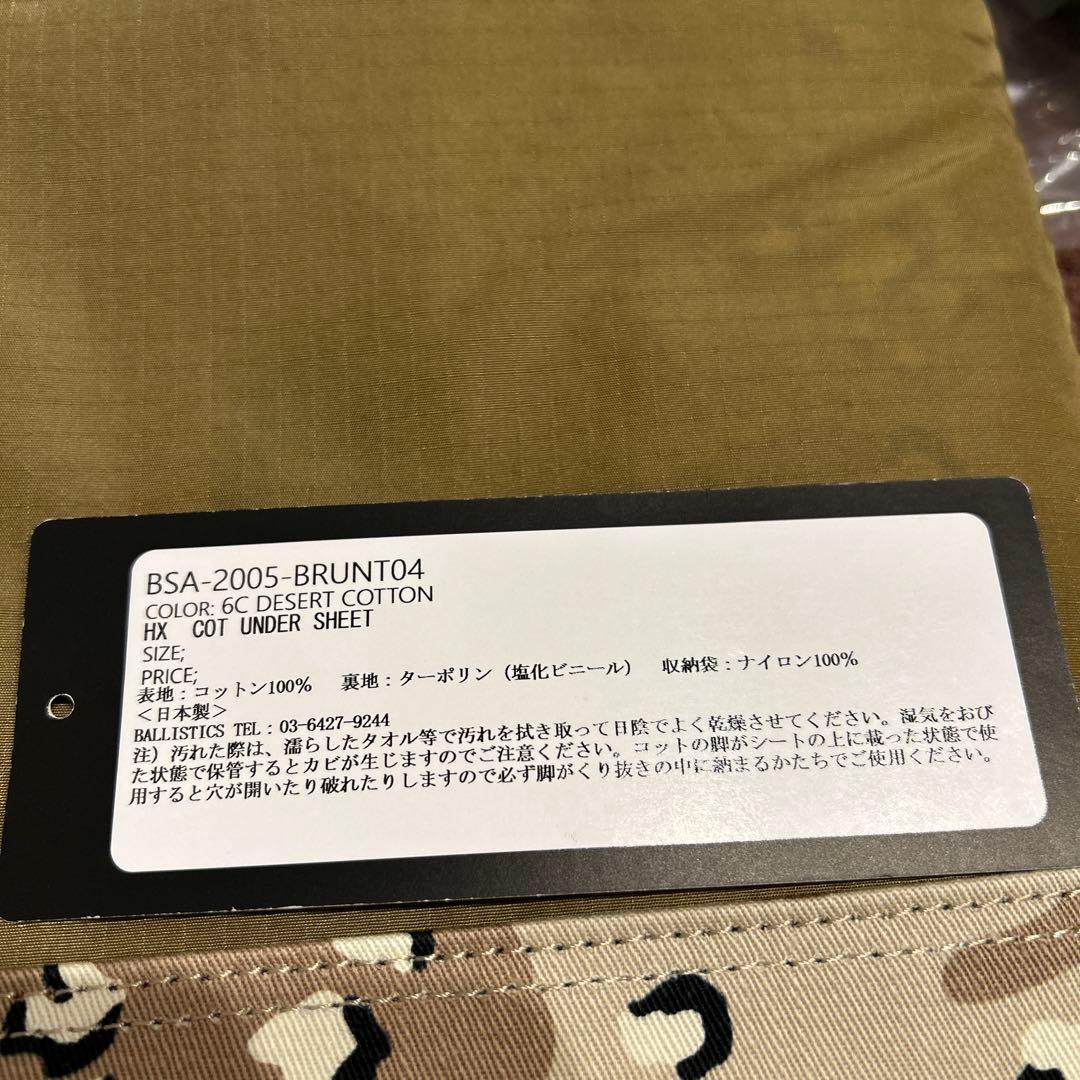 BSA-2005-BRUNT04
COLOR: 6C DESERT COTTON
HX COT UNDER SHEET
SIZE;
PRICE;
表地：コットン100% 裏地：ターポリン（塩化ビニール） 収納袋：ナイロン100%
＜日本製＞
BALLISTICS TEL：03-6427-9244
注）汚れた際は、濡らしたタオル等で汚れを拭き取って日陰でよく乾燥させてください。湿気をおび
た状態で保管するとカビが生じますのでご注意ください。コットの脚がシートの上に載った状態で使
用すると穴が開いたり破れたりしますので必ず脚がくり抜きの中に納まるかたちでご使用ください。